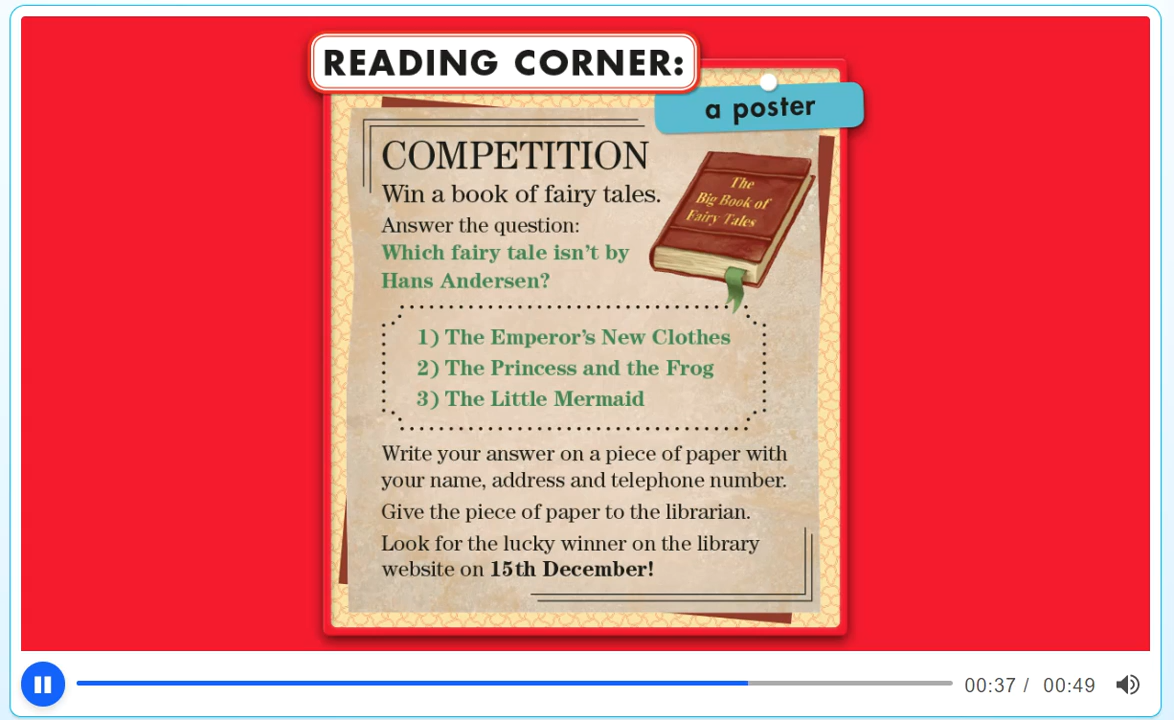 READING CORNER:
a poster
COMPETITION
Win a book of fairy tales.
Answer the question:
Which fairy tale isn't by
Hans Andersen?
The
Big Book of
Fairy Tales
1) The Emperor's New Clothes
2) The Princess and the Frog
3) The Little Mermaid
Write your answer on a piece of paper with
your name, address and telephone number.
Give the piece of paper to the librarian.
Look for the lucky winner on the library
website on 15th December!
00:37 / 00:49